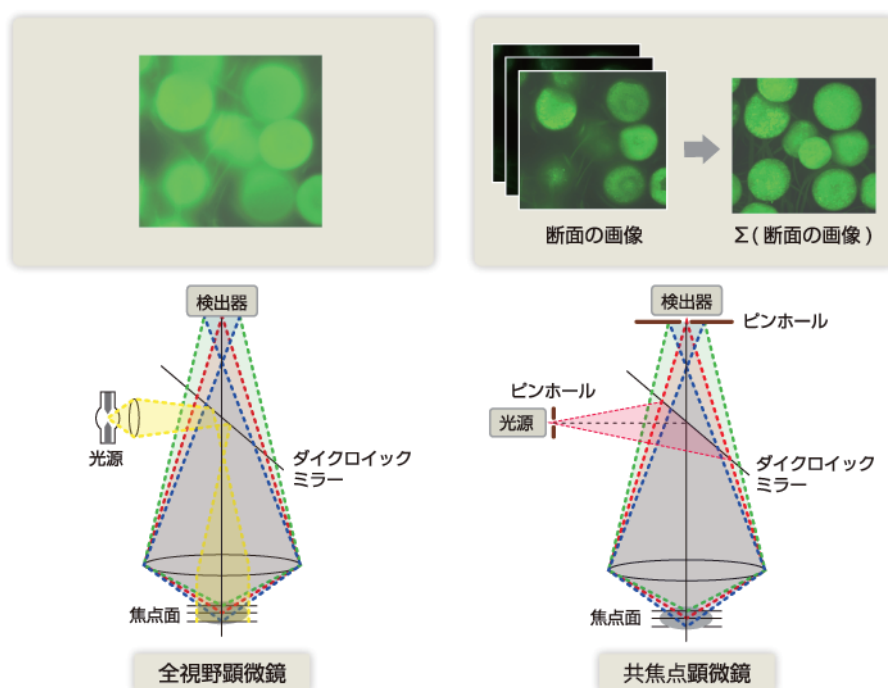 断面の画像
Σ(断面の画像)
検出器
光源
ダイクロイック
ミラー
焦点面
全視野顕微鏡
検出器
ピンホール
ピンホール
光源
ダイクロイック
ミラー
焦点面
共焦点顕微鏡